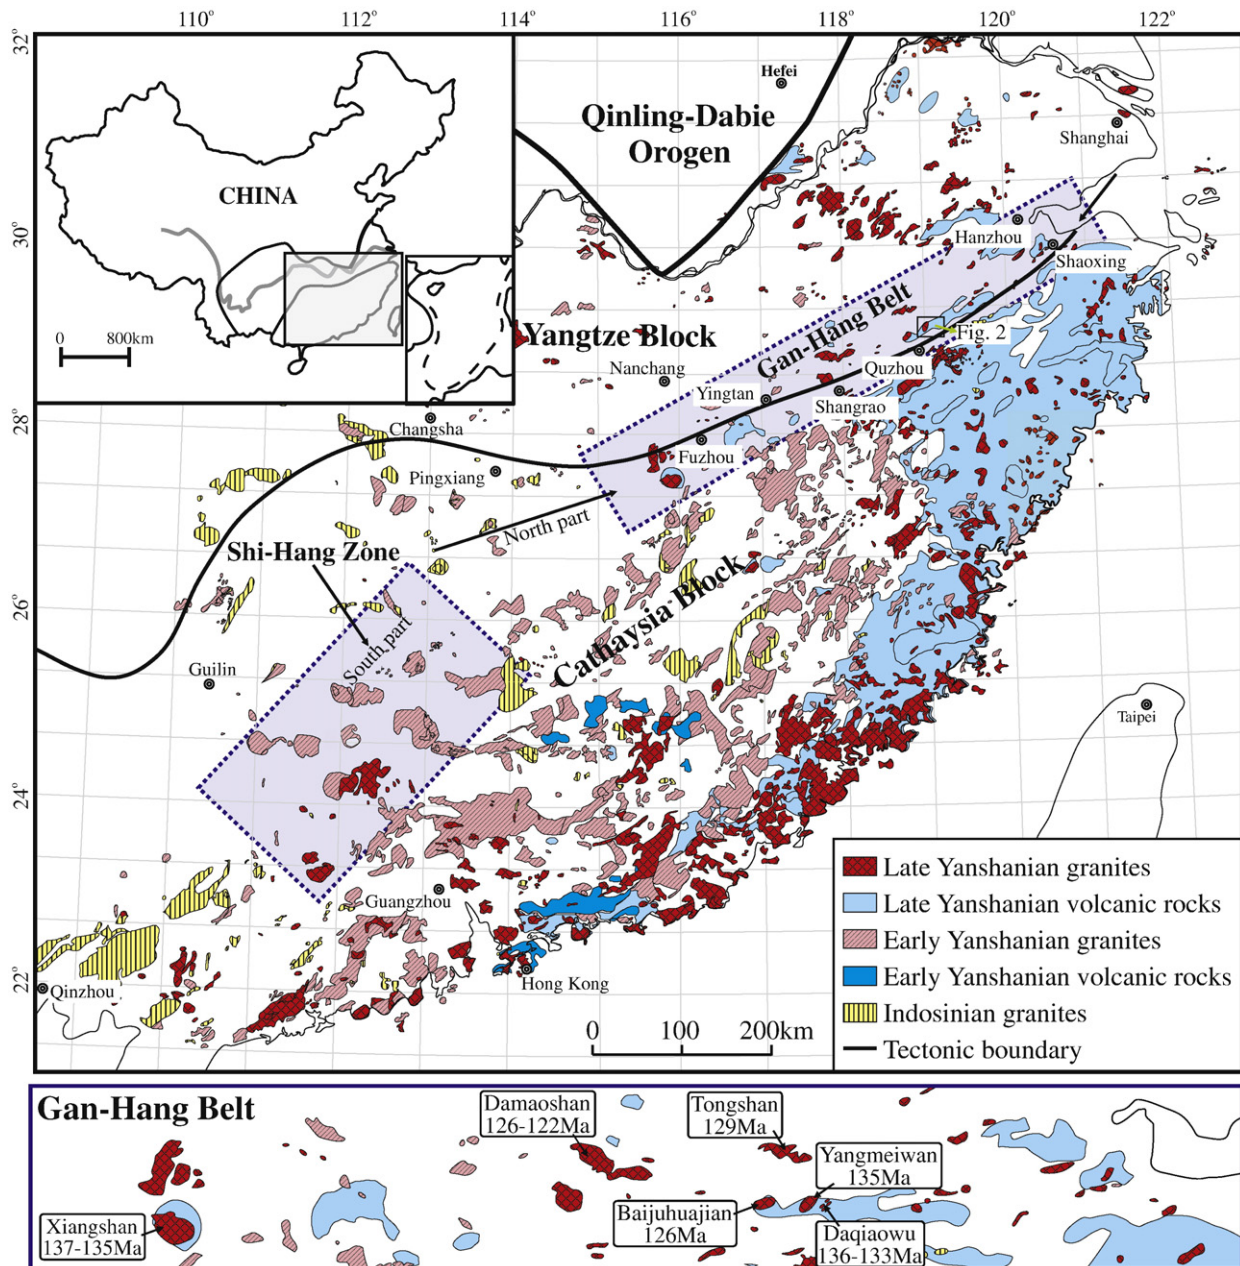 110° 112° 114° 116° 118° 120° 122°
32°
30°
28°
26°
24°
22°
CHINA
0 800km
Hefei
Qinling-Dabie
Orogen
Shanghai
Hanzhou
Shaoxing
Yangtze Block
Gan-Hang Belt
Fig. 2
Nanchang
Quzhou
Yingtan
Shangrao
Changsha
Fuzhou
Pingxiang
North part
Shi-Hang Zone
Cathaysia Block
South part
Guilin
Taipei
Guangzhou
Hong Kong
Qinzhou
0 100 200km
Late Yanshanian granites
Late Yanshanian volcanic rocks
Early Yanshanian granites
Early Yanshanian volcanic rocks
Indosinian granites
Tectonic boundary
Gan-Hang Belt
Damaoshan
126-122Ma
Tongshan
129Ma
Yangmeiwan
135Ma
Xiangshan
137-135Ma
Baijuhuajian
126Ma
Daqiaowu
136-133Ma